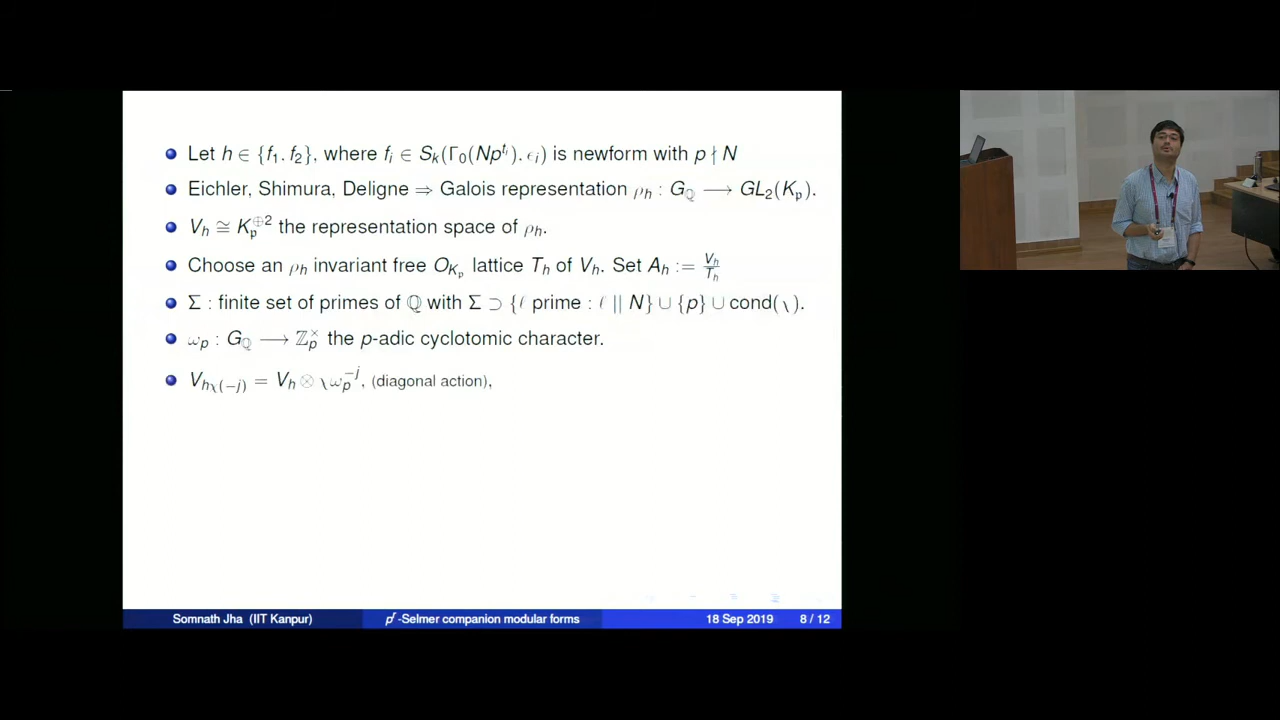 Let h ∈ {f₁, f₂}, where fᵢ ∈ Sₖ(Γ₀(Np^{tᵢ}), ϵᵢ) is newform with p ∤ N
Eichler, Shimura, Deligne ⇒ Galois representation ρₕ : G_ℚ ⟶ GL₂(K_𝔭).
Vₕ ≅ K_𝔭^{⊕2} the representation space of ρₕ.
Choose an ρₕ invariant free O_{K_𝔭} lattice Tₕ of Vₕ. Set Aₕ := Vₕ/Tₕ
Σ : finite set of primes of ℚ with Σ ⊃ {ℓ prime : ℓ || N} ∪ {p} ∪ cond(χ).
ωₚ : G_ℚ ⟶ ℤₚ^× the p-adic cyclotomic character.
V_{hχ(−j)} = Vₕ ⊗ χωₚ^{−j}, (diagonal action),
Somnath Jha (IIT Kanpur) p^r-Selmer companion modular forms 18 Sep 2019 8 / 12